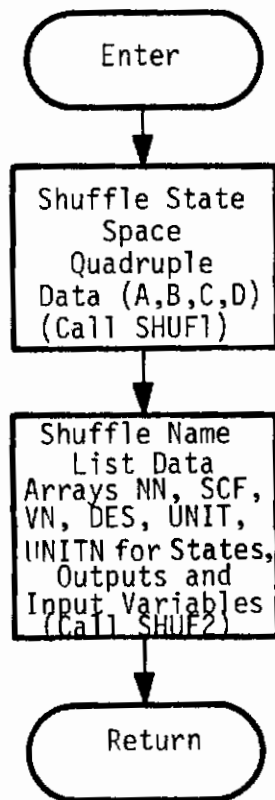 Enter
Shuffle State
Space
Quadruple
Data (A,B,C,D)
(Call SHUF1)
Shuffle Name
List Data
Arrays NN, SCF,
VN, DES, UNIT,
UNITN for States,
Outputs and
Input Variables
(Call SHUF2)
Return